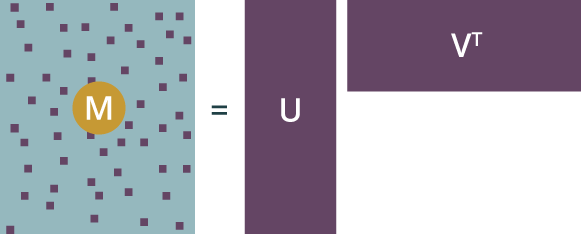 M = U Vᵀ